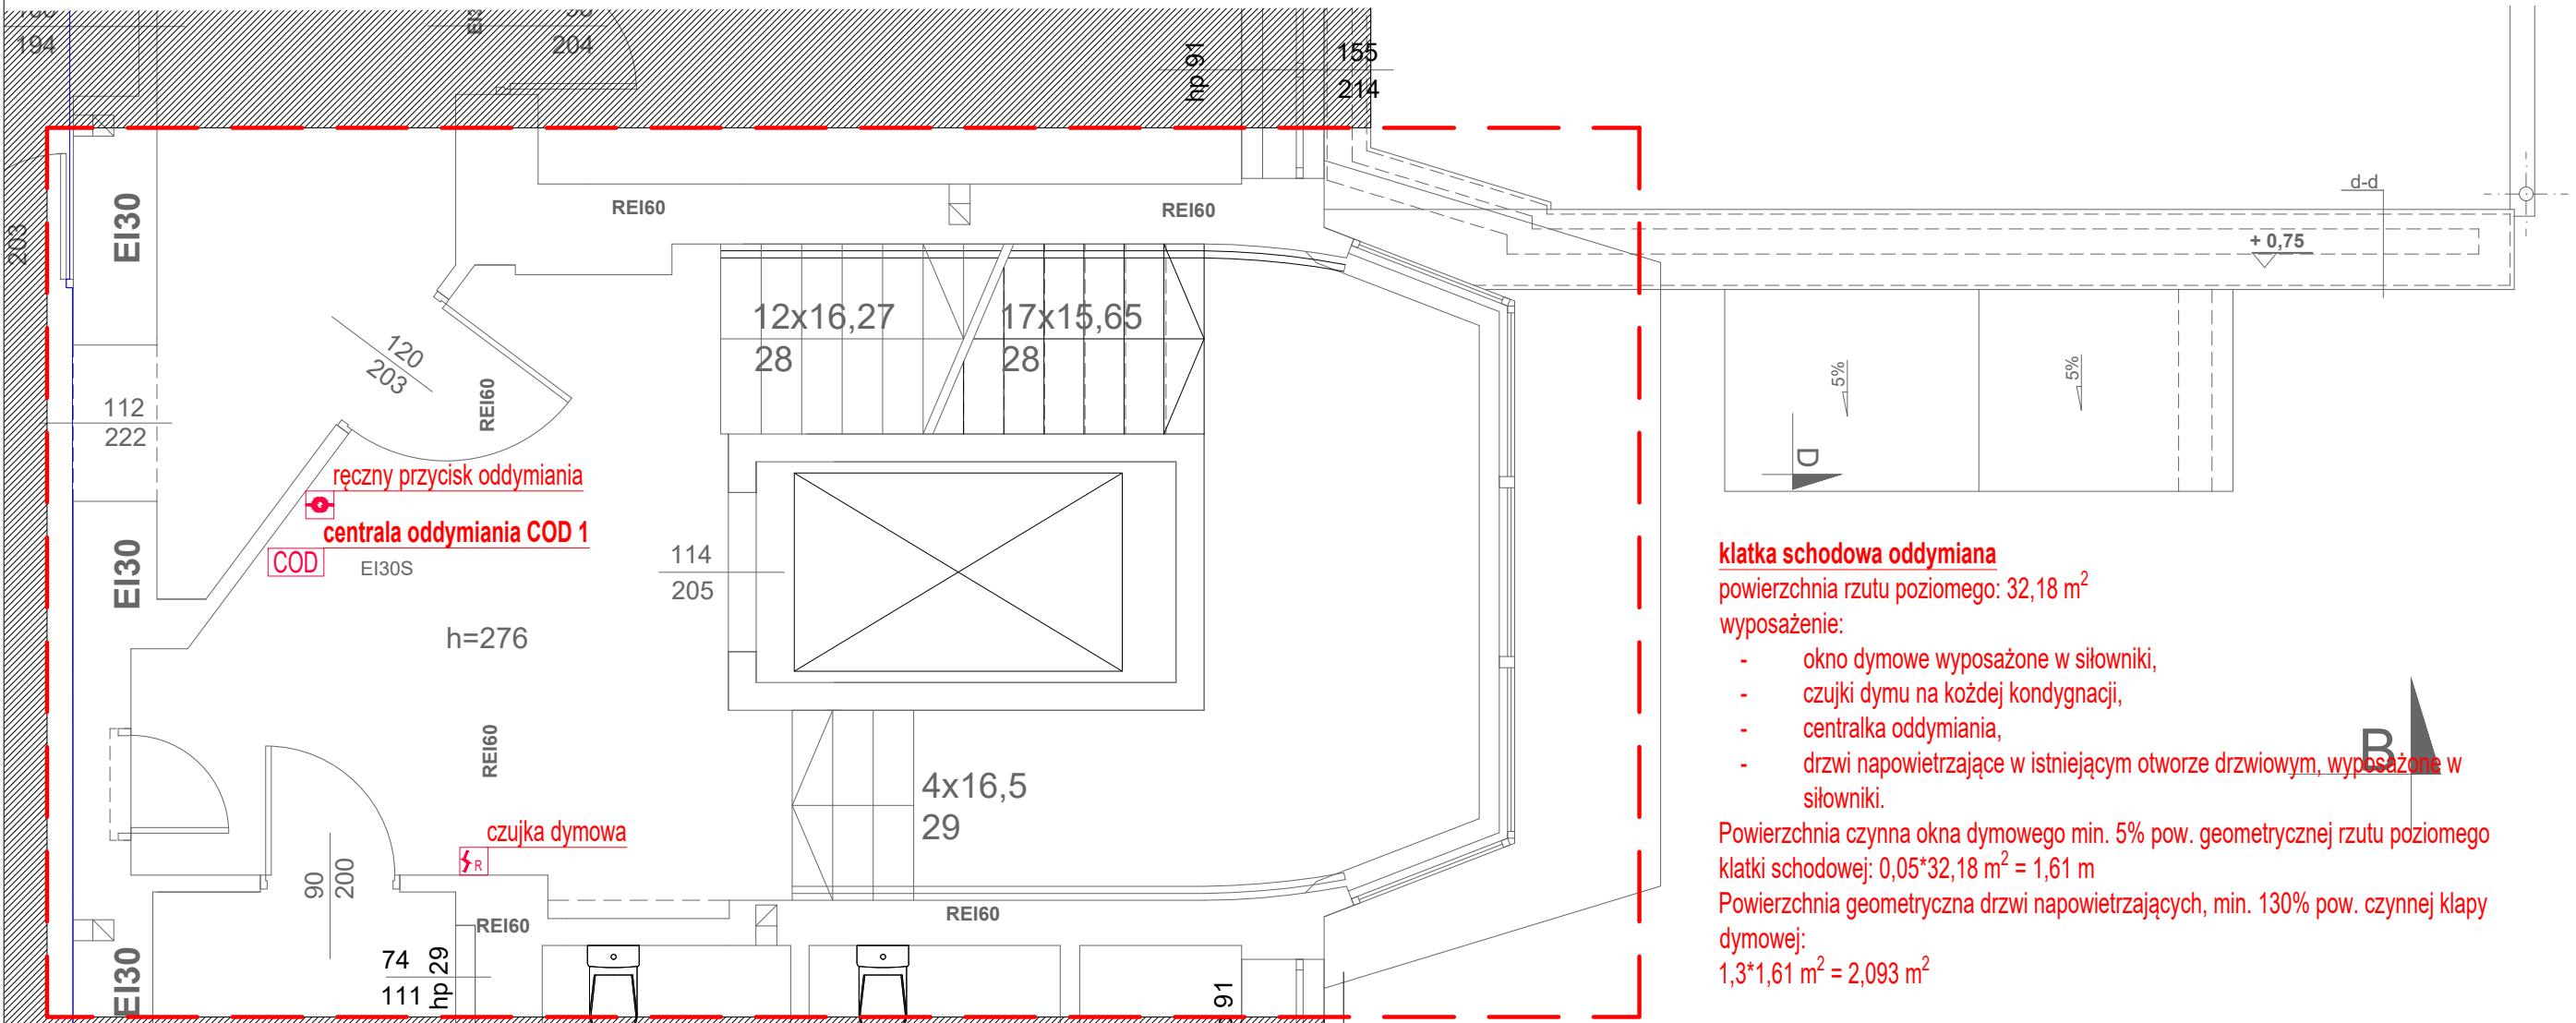 194
204
hp 91
155
214
203
EI30
REI60
REI60
d-d
+ 0,75
12x16,27
28
17x15,65
28
120
203
REI60
5%
5%
112
222
D
ręczny przycisk oddymiania
centrala oddymiania COD 1
COD
EI30S
EI30
114
205
h=276
klatka schodowa oddymiana
powierzchnia rzutu poziomego: 32,18 m²
wyposażenie:
- okno dymowe wyposażone w siłowniki,
- czujki dymu na kożdej kondygnacji,
- centralka oddymiania,
- drzwi napowietrzające w istniejącym otworze drzwiowym, wyposażone w
siłowniki.
Powierzchnia czynna okna dymowego min. 5% pow. geometrycznej rzutu poziomego
klatki schodowej: 0,05*32,18 m² = 1,61 m
Powierzchnia geometryczna drzwi napowietrzających, min. 130% pow. czynnej klapy
dymowej:
1,3*1,61 m² = 2,093 m²
B
REI60
4x16,5
29
czujka dymowa
R
90
200
REI60
REI60
EI30
74
111
hp 29
91